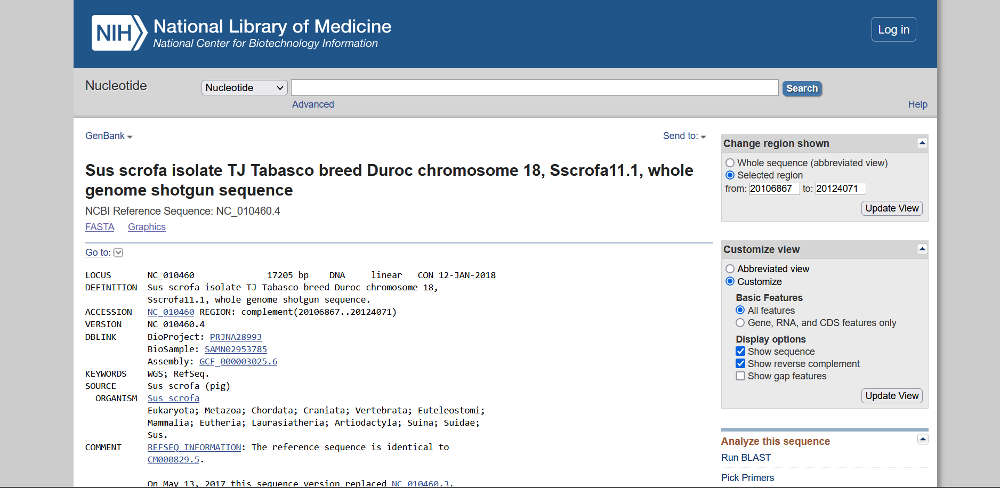 NIH National Library of Medicine
National Center for Biotechnology Information
Log in
Nucleotide
Nucleotide
Search
Advanced
Help
GenBank
Send to:
Sus scrofa isolate TJ Tabasco breed Duroc chromosome 18, Sscrofa11.1, whole
genome shotgun sequence
NCBI Reference Sequence: NC_010460.4
FASTA Graphics
Go to:
LOCUS NC_010460 17205 bp DNA linear CON 12-JAN-2018
DEFINITION Sus scrofa isolate TJ Tabasco breed Duroc chromosome 18,
Sscrofa11.1, whole genome shotgun sequence.
ACCESSION NC_010460 REGION: complement(20106867..20124071)
VERSION NC_010460.4
DBLINK BioProject: PRJNA28993
BioSample: SAMN02953785
Assembly: GCF_000003025.6
KEYWORDS WGS; RefSeq.
SOURCE Sus scrofa (pig)
ORGANISM Sus scrofa
Eukaryota; Metazoa; Chordata; Craniata; Vertebrata; Euteleostomi;
Mammalia; Eutheria; Laurasiatheria; Artiodactyla; Suina; Suidae;
Sus.
COMMENT REFSEQ INFORMATION: The reference sequence is identical to
CM000829.5.
On May 13, 2017 this sequence version replaced NC_010460.3.
Change region shown
Whole sequence (abbreviated view)
Selected region
from: 20106867 to: 20124071
Update View
Customize view
Abbreviated view
Customize
Basic Features
All features
Gene, RNA, and CDS features only
Display options
Show sequence
Show reverse complement
Show gap features
Update View
Analyze this sequence
Run BLAST
Pick Primers